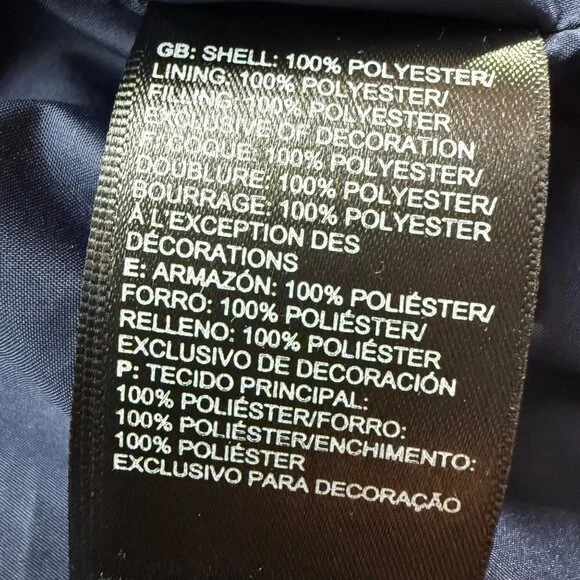 GB: SHELL: 100% POLYESTER/
LINING: 100% POLYESTER/
FILLING: 100% POLYESTER
EXCLUSIVE OF DECORATION
F: COQUE: 100% POLYESTER/
DOUBLURE: 100% POLYESTER/
BOURRAGE: 100% POLYESTER
À L'EXCEPTION DES
DÉCORATIONS
E: ARMAZÓN: 100% POLIÉSTER/
FORRO: 100% POLIÉSTER/
RELLENO: 100% POLIÉSTER
EXCLUSIVO DE DECORACIÓN
P: TECIDO PRINCIPAL:
100% POLIÉSTER/FORRO:
100% POLIÉSTER/ENCHIMENTO:
100% POLIÉSTER
EXCLUSIVO PARA DECORAÇÃO